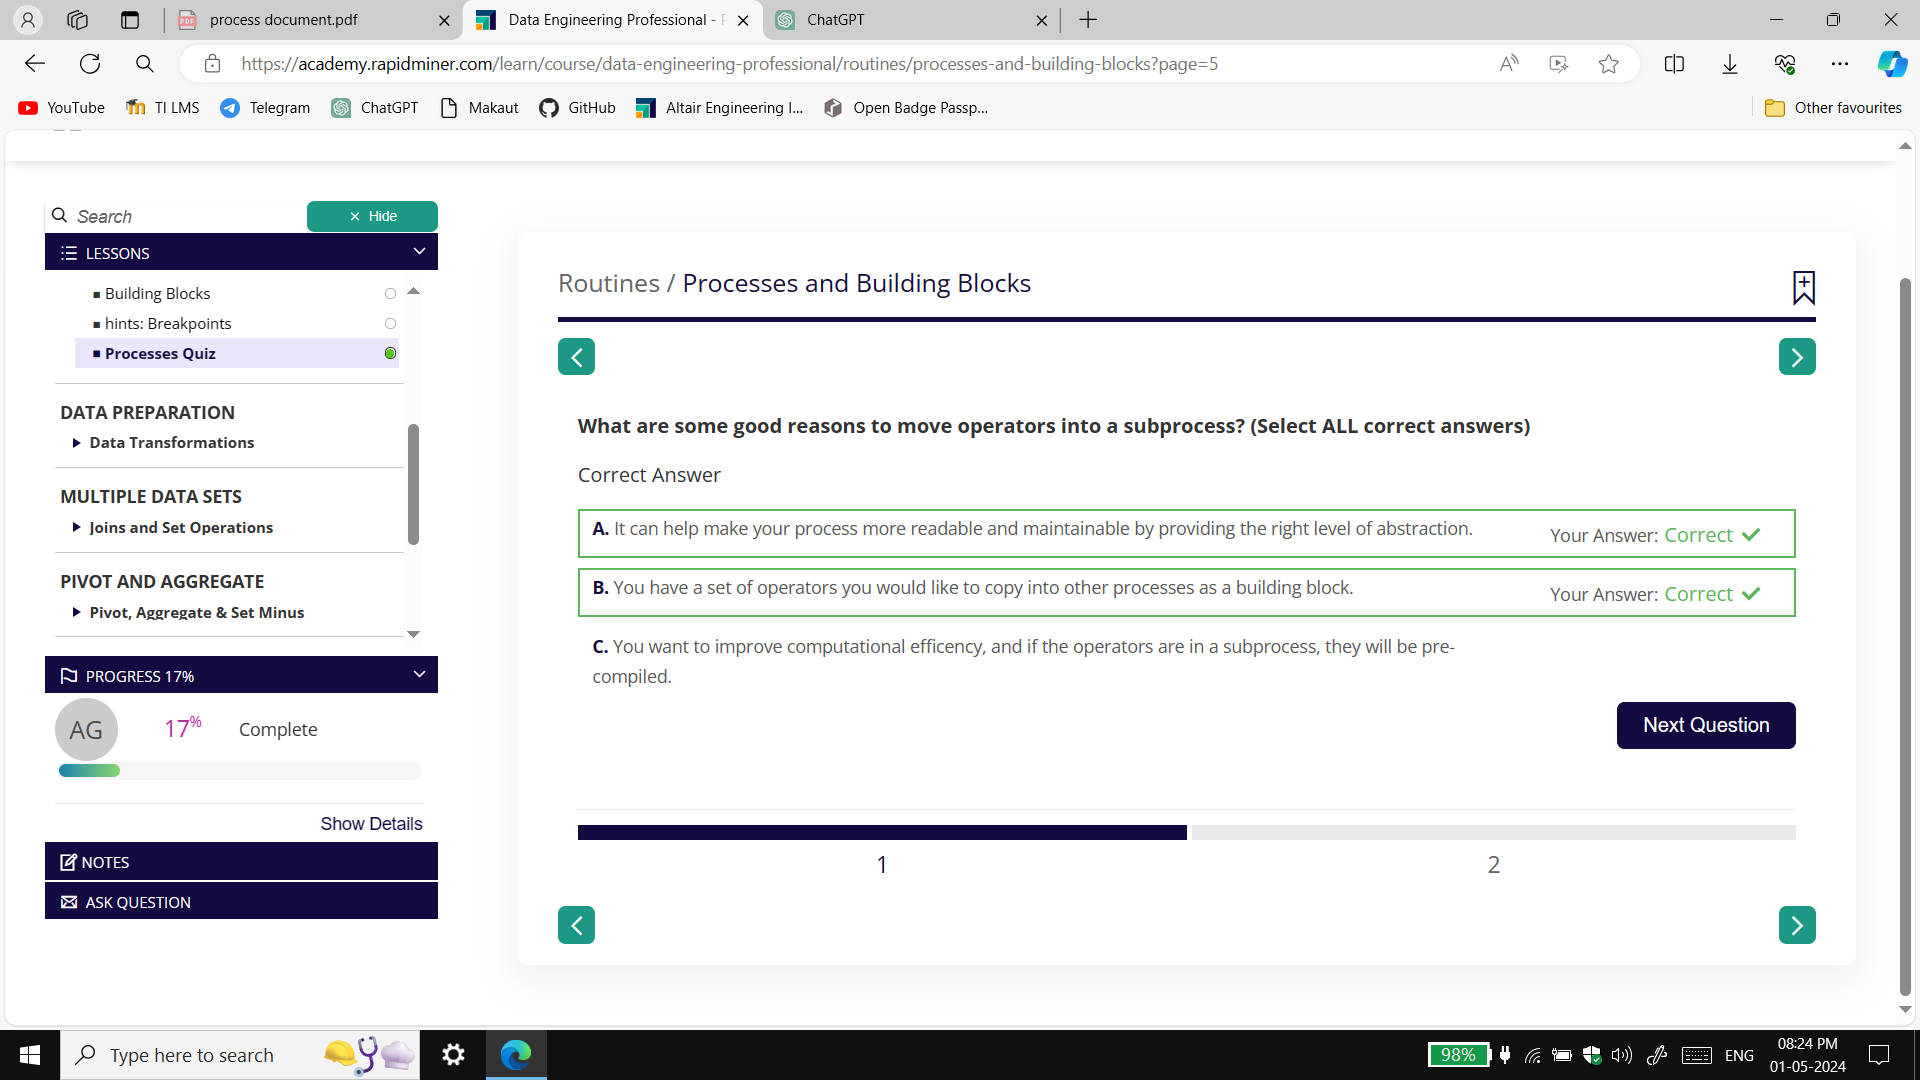 process document.pdf
Data Engineering Professional -
ChatGPT
https://academy.rapidminer.com/learn/course/data-engineering-professional/routines/processes-and-building-blocks?page=5
YouTube
TI LMS
Telegram
ChatGPT
Makaut
GitHub
Altair Engineering I...
Open Badge Passp...
Other favourites
Search
× Hide
LESSONS
Building Blocks
hints: Breakpoints
Processes Quiz
DATA PREPARATION
Data Transformations
MULTIPLE DATA SETS
Joins and Set Operations
PIVOT AND AGGREGATE
Pivot, Aggregate & Set Minus
PROGRESS 17%
AG
17%
Complete
Show Details
NOTES
ASK QUESTION
Routines / Processes and Building Blocks
What are some good reasons to move operators into a subprocess? (Select ALL correct answers)
Correct Answer
A. It can help make your process more readable and maintainable by providing the right level of abstraction.
Your Answer: Correct
B. You have a set of operators you would like to copy into other processes as a building block.
Your Answer: Correct
C. You want to improve computational efficency, and if the operators are in a subprocess, they will be pre-
compiled.
Next Question
1
2
Type here to search
98%
ENG
08:24 PM
01-05-2024